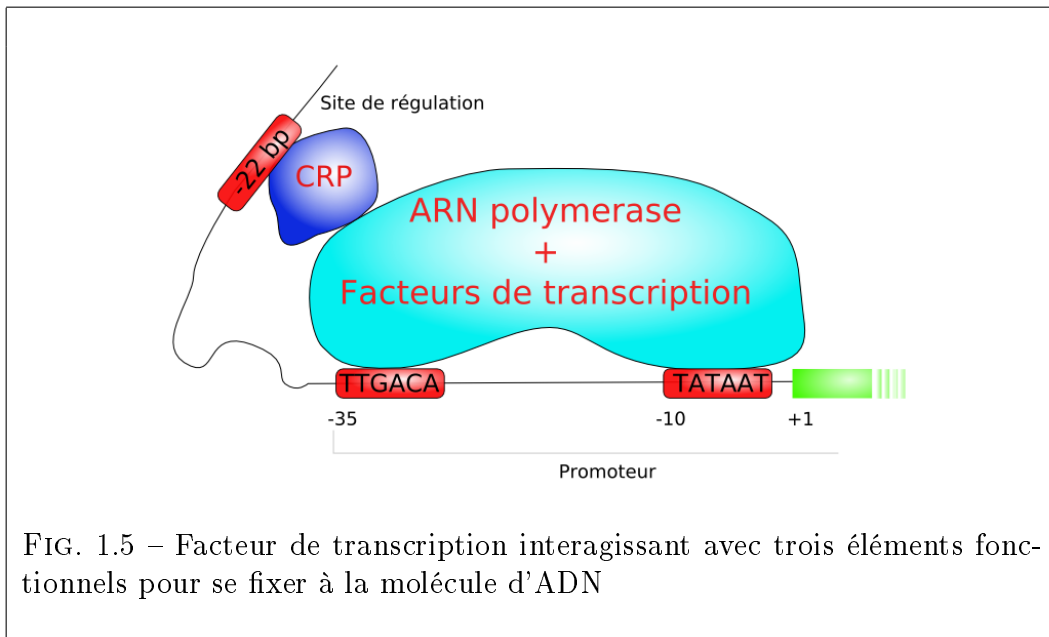 Site de régulation
-22 bp
CRP
ARN polymerase
+
Facteurs de transcription
TTGACA TATAAT
-35 -10 +1
Promoteur
FIG. 1.5 – Facteur de transcription interagissant avec trois éléments fonc-
tionnels pour se fixer à la molécule d'ADN